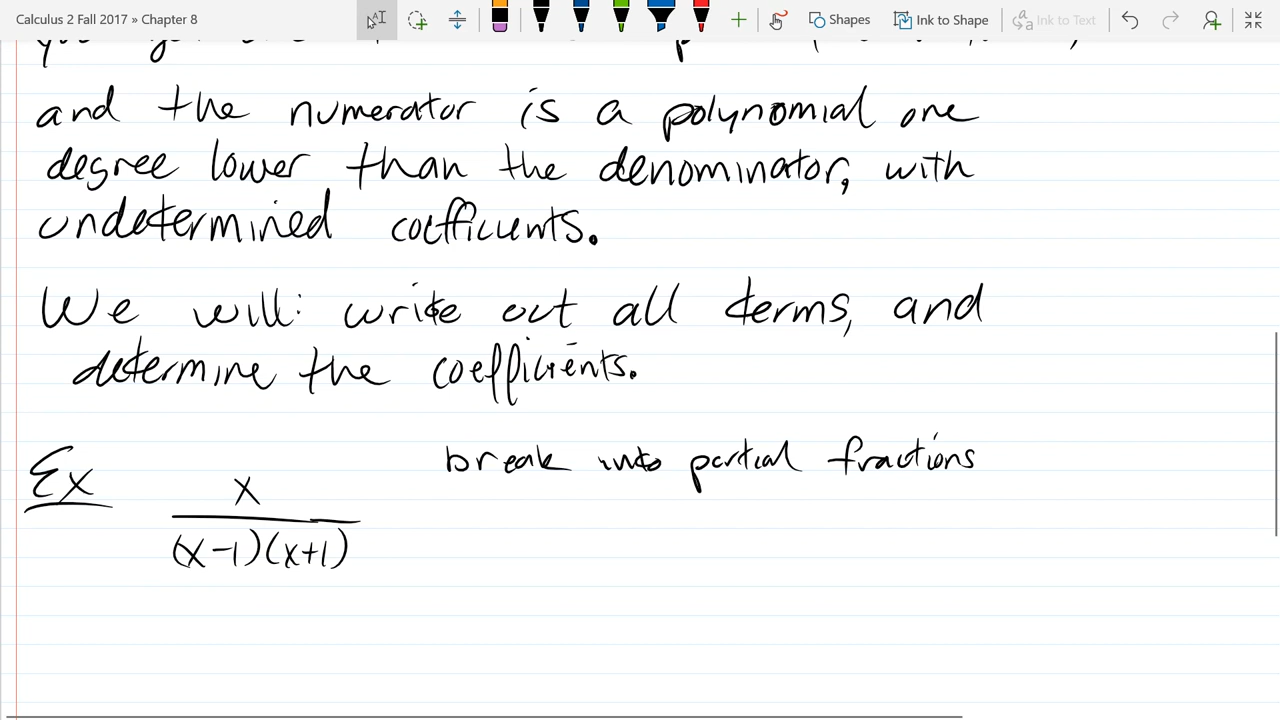 Calculus 2 Fall 2017 » Chapter 8
Shapes
Ink to Shape
Ink to Text
and the numerator is a polynomial one
degree lower than the denominator, with
undetermined coefficients.
We will: write out all terms, and
determine the coefficients.
Ex
x
(x-1)(x+1)
break into partial fractions